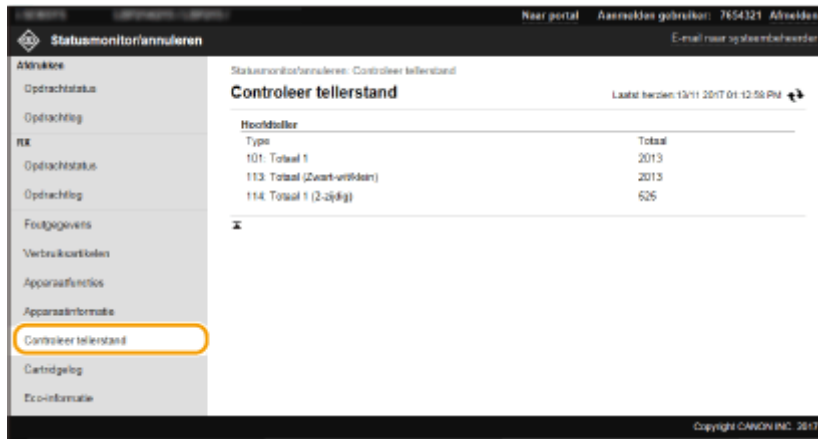 Naar portal Aanmelden gebruiker: 7654321 Afmelden
Statusmonitor/annuleren E-mail naar systeembeheerder
Afdrukken
Opdrachtstatus
Opdrachtlog
RX
Opdrachtstatus
Opdrachtlog
Foutgegevens
Verbruiksartikelen
Apparaatfuncties
Apparaatinformatie
Controleer tellerstand
Cartridgelog
Eco-informatie
Statusmonitor/annuleren: Controleer tellerstand
Controleer tellerstand Laatst herzien:13/11 2017 01:12:58 PM
Hoofdteller
Type Totaal
101: Totaal 1 2013
113: Totaal (Zwart-wit/klein) 2013
114: Totaal 1 (2-zijdig) 626
Copyright CANON INC. 2017